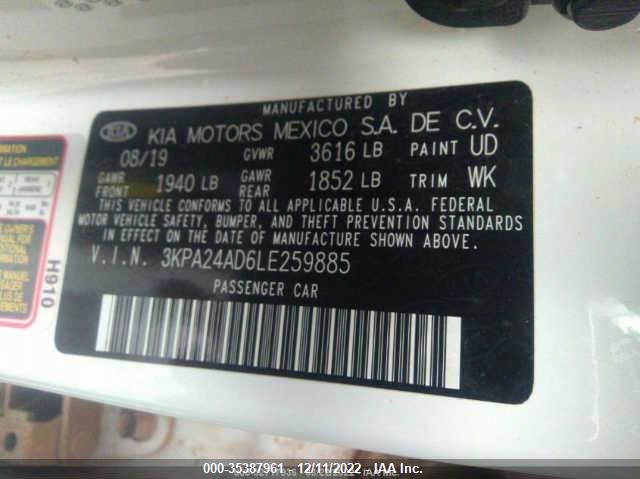 MANUFACTURED BY
KIA KIA MOTORS MEXICO S.A. DE C.V.
08/19 GVWR 3616 LB PAINT UD
GAWR FRONT 1940 LB GAWR REAR 1852 LB TRIM WK
THIS VEHICLE CONFORMS TO ALL APPLICABLE U.S.A. FEDERAL
MOTOR VEHICLE SAFETY, BUMPER, AND THEFT PREVENTION STANDARDS
IN EFFECT ON THE DATE OF MANUFACTURE SHOWN ABOVE.
V.I.N. 3KPA24AD6LE259885
PASSENGER CAR
H910
000-35387961 - 12/11/2022 - IAA Inc.